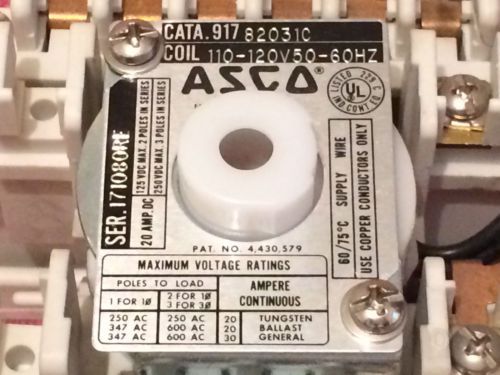 CATA. 917 82031C
COIL 110-120V50-60HZ
ASCO®
LISTED 22B
UL
IND.CONT.EQ.
SER.171080RE
20 AMP. DC
125 VDC MAX. 2 POLES IN SERIES
250 VDC MAX. 3 POLES IN SERIES
60/75°C SUPPLY WIRE
USE COPPER CONDUCTORS ONLY
PAT. NO. 4,430,579
MAXIMUM VOLTAGE RATINGS
POLES TO LOAD
AMPERE CONTINUOUS
1 FOR 1Ø
2 FOR 1Ø
3 FOR 3Ø
250 AC 250 AC 20 TUNGSTEN
347 AC 600 AC 20 BALLAST
347 AC 600 AC 30 GENERAL